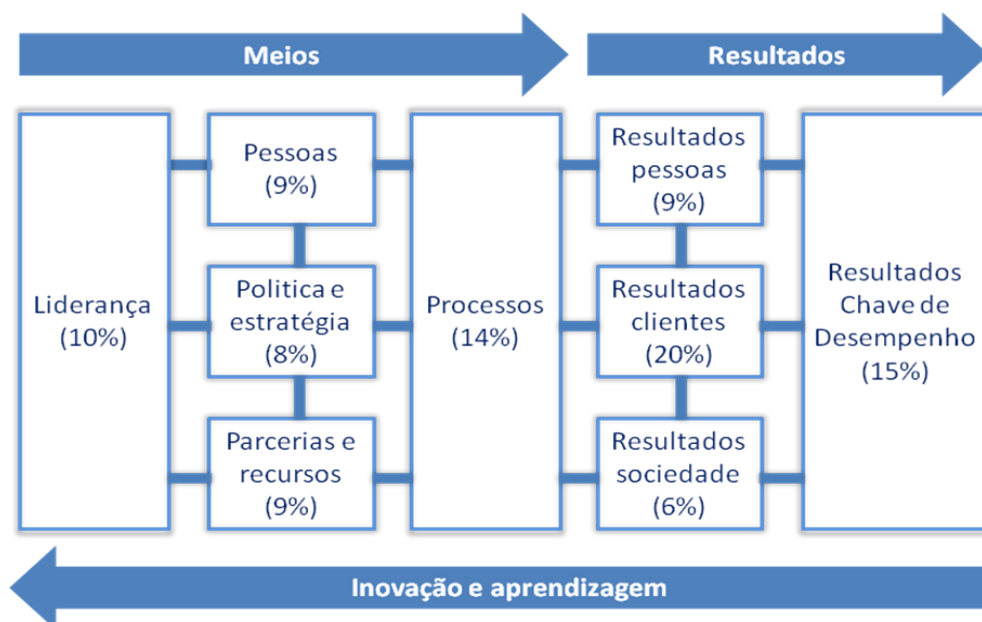 Meios
Resultados
Liderança
(10%)
Pessoas
(9%)
Politica e
estratégia
(8%)
Parcerias e
recursos
(9%)
Processos
(14%)
Resultados
pessoas
(9%)
Resultados
clientes
(20%)
Resultados
sociedade
(6%)
Resultados
Chave de
Desempenho
(15%)
Inovação e aprendizagem